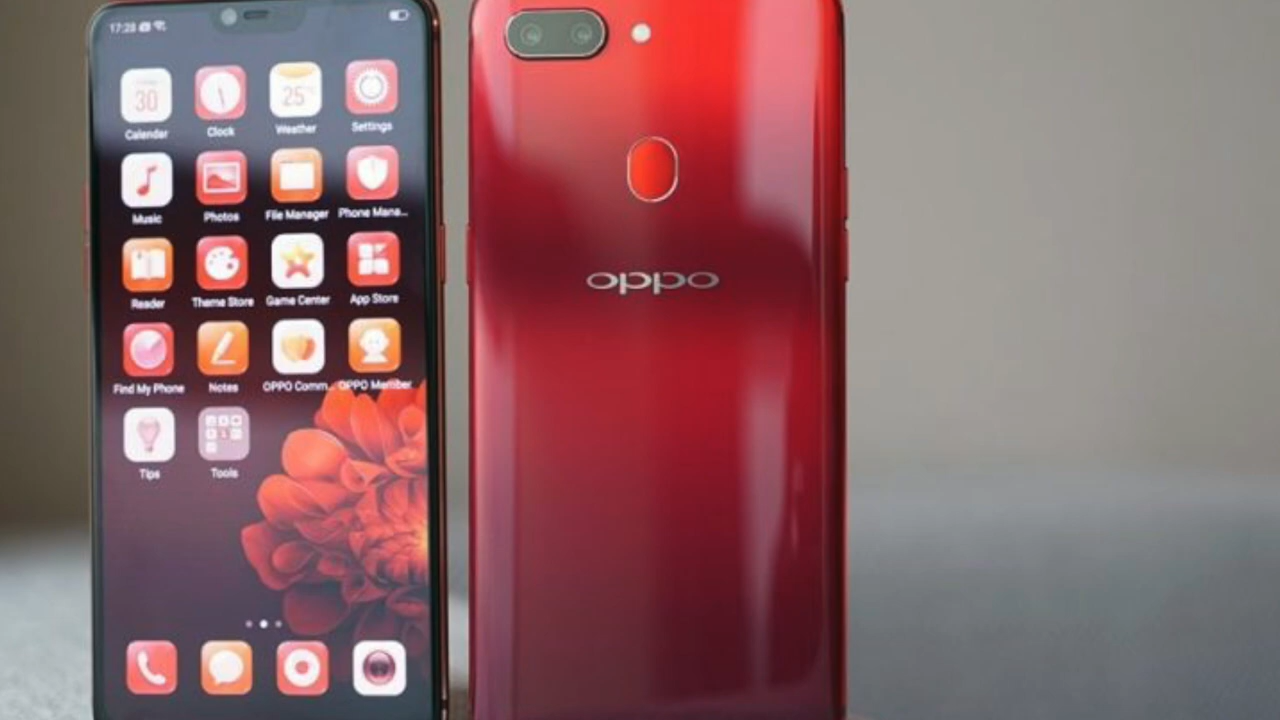 17:28
30
25°
Calender Clock Weather Settings
Music Photos File Manager Phone Mana...
Reader Theme Store Game Center App Store
Find My Phone Notes OPPO Comm... OPPO Member
Tips Tools
oppo